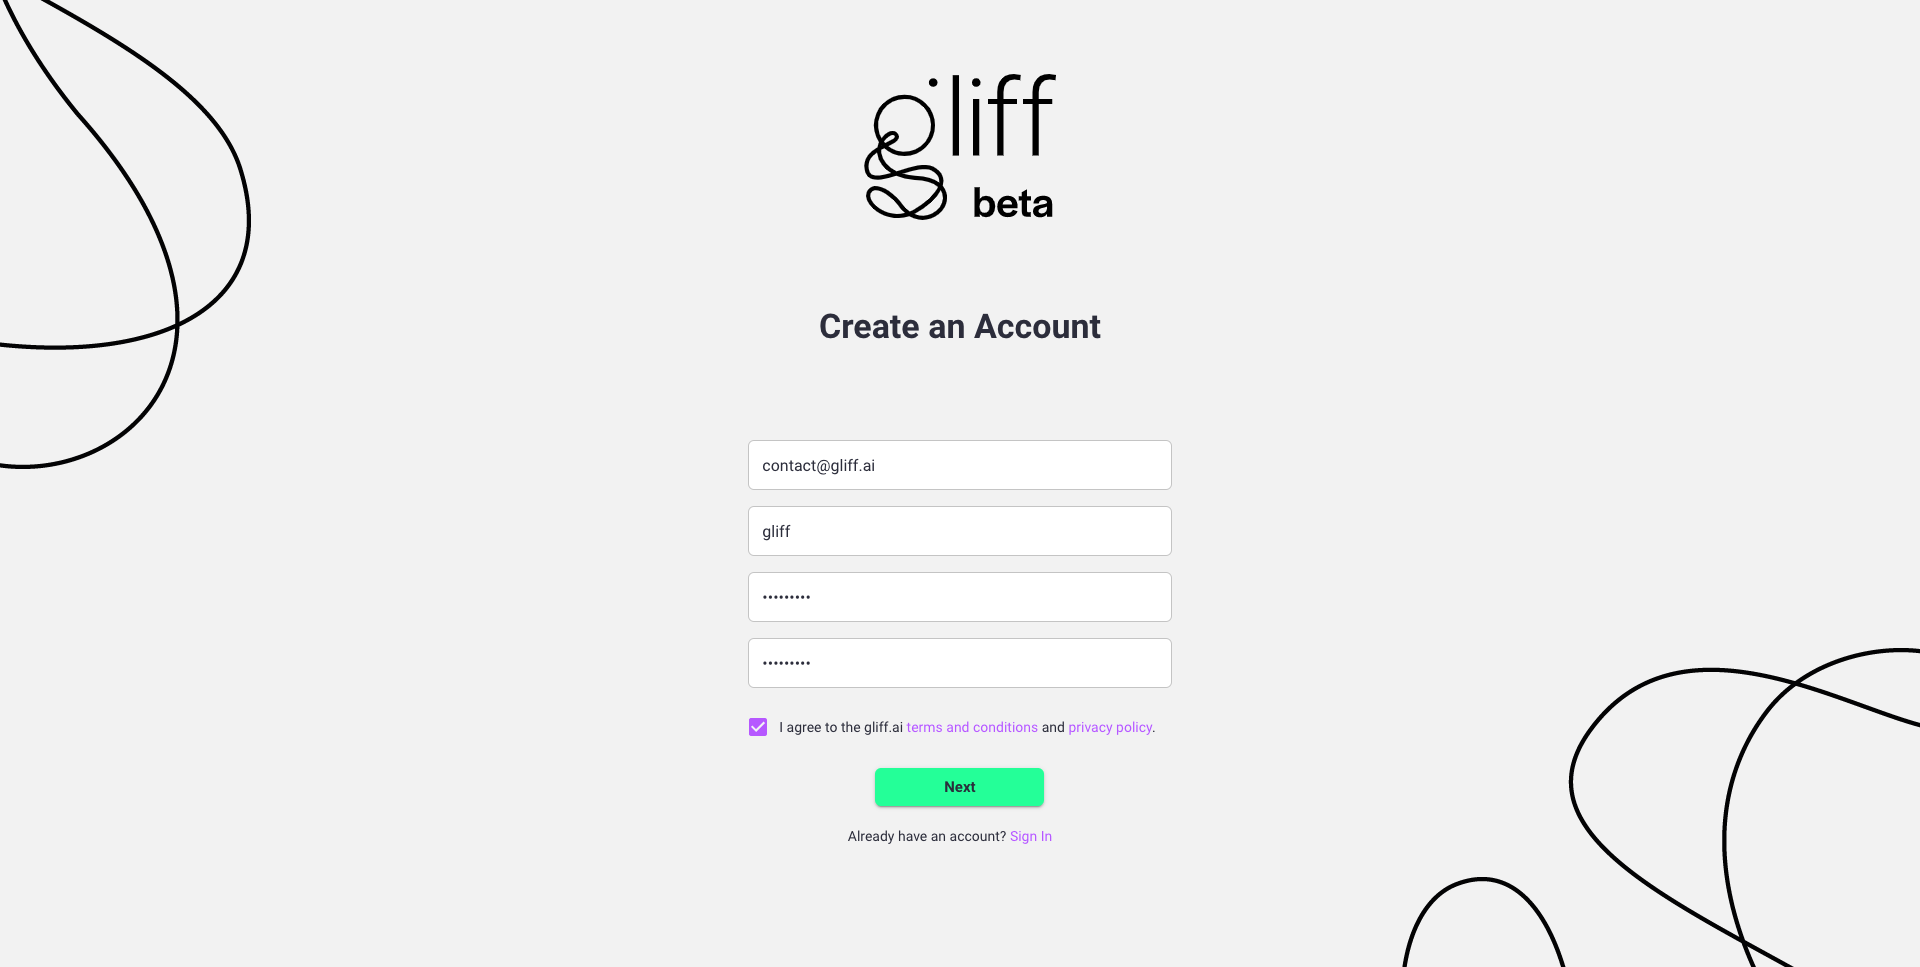 gliff
beta
Create an Account
contact@gliff.ai
gliff
•••••••••
•••••••••
I agree to the gliff.ai terms and conditions and privacy policy.
Next
Already have an account? Sign In